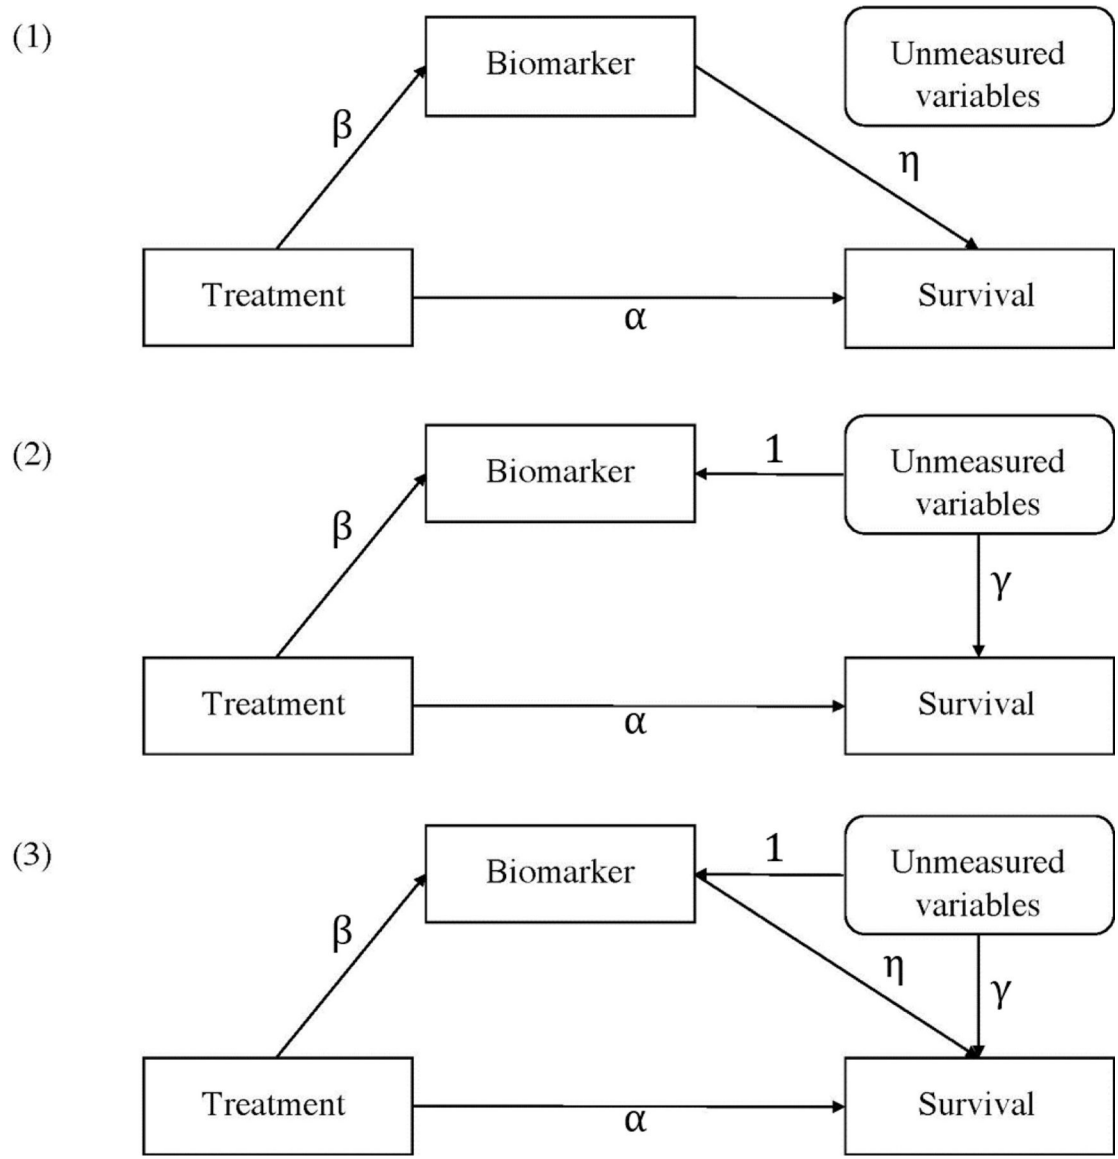 (1)
Biomarker
Unmeasured
variables
β
η
Treatment
α
Survival
(2)
Biomarker
1
Unmeasured
variables
β
γ
Treatment
α
Survival
(3)
Biomarker
1
Unmeasured
variables
β
η
γ
Treatment
α
Survival